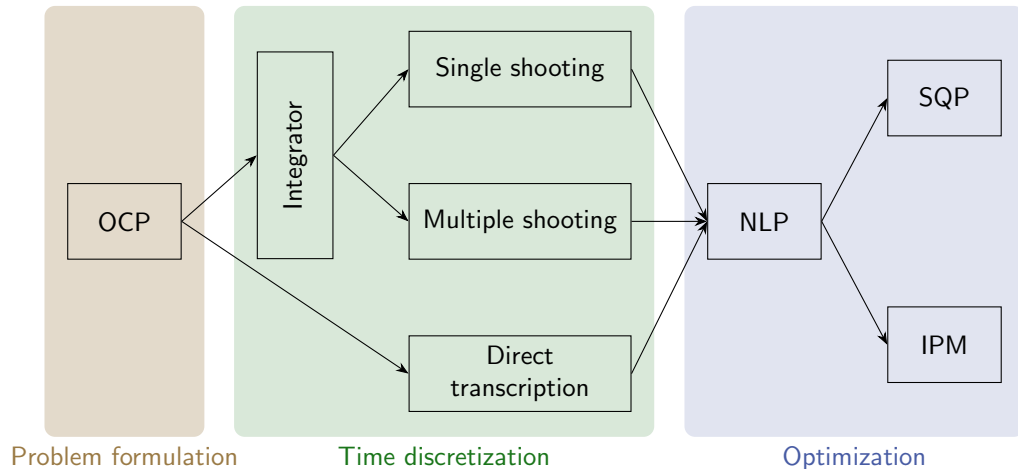 OCP
Integrator
Single shooting
Multiple shooting
Direct
transcription
NLP
SQP
IPM
Problem formulation
Time discretization
Optimization